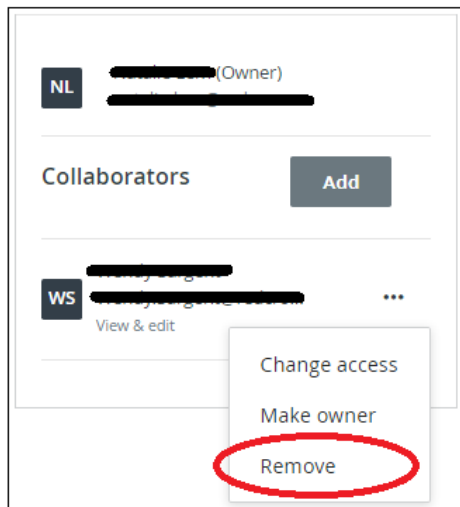 NL
(Owner)
Collaborators
Add
WS
View & edit
Change access
Make owner
Remove